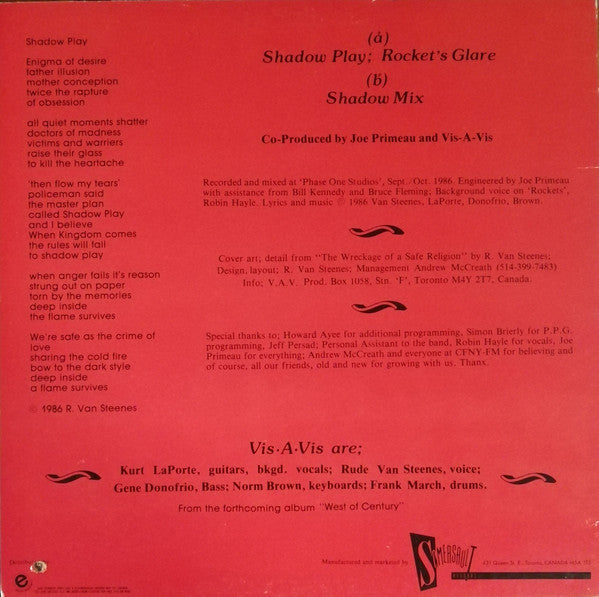 Shadow Play
Enigma of desire
father illusion
mother conception
twice the rapture
of obsession
all quiet moments shatter
doctors of madness
victims and warriers
raise their glass
to kill the heartache
'then flow my tears'
policeman said
the master plan
called Shadow Play
and I believe
When Kingdom comes
the rules will fall
to shadow play
when anger fails it's reason
strung out on paper
torn by the memories
deep inside
the flame survives
We're safe as the crime of
love
sharing the cold fire
bow to the dark style
deep inside
a flame survives
© 1986 R. Van Steenes
(a)
Shadow Play; Rocket's Glare
(b)
Shadow Mix
Co-Produced by Joe Primeau and Vis-A-Vis
Recorded and mixed at 'Phase One Studios', Sept./Oct. 1986. Engineered by Joe Primeau
with assistance from Bill Kennedy and Bruce Fleming; Background voice on 'Rockets',
Robin Hayle. Lyrics and music © 1986 Van Steenes, LaPorte, Donofrio, Brown.
Cover art; detail from "The Wreckage of a Safe Religion" by R. Van Steenes;
Design, layout; R. Van Steenes; Management Andrew McCreath (514-399-7483)
Info; V.A.V. Prod. Box 1058, Stn. 'F', Toronto M4Y 2T7, Canada.
Special thanks to; Howard Ayee for additional programming, Simon Brierly for P.P.G.
programming, Jeff Persad; Personal Assistant to the band, Robin Hayle for vocals, Joe
Primeau for everything; Andrew McCreath and everyone at CFNY-FM for believing and
of course, all our friends, old and new for growing with us. Thanx.
Vis·A·Vis are;
Kurt LaPorte, guitars, bkgd. vocals; Rude Van Steenes, voice;
Gene Donofrio, Bass; Norm Brown, keyboards; Frank March, drums.
From the forthcoming album "West of Century"
Manufactured and marketed by
SOMERSAULT
RECORDS
421 Queen St. E., Toronto, CANADA M5A 1T5
e